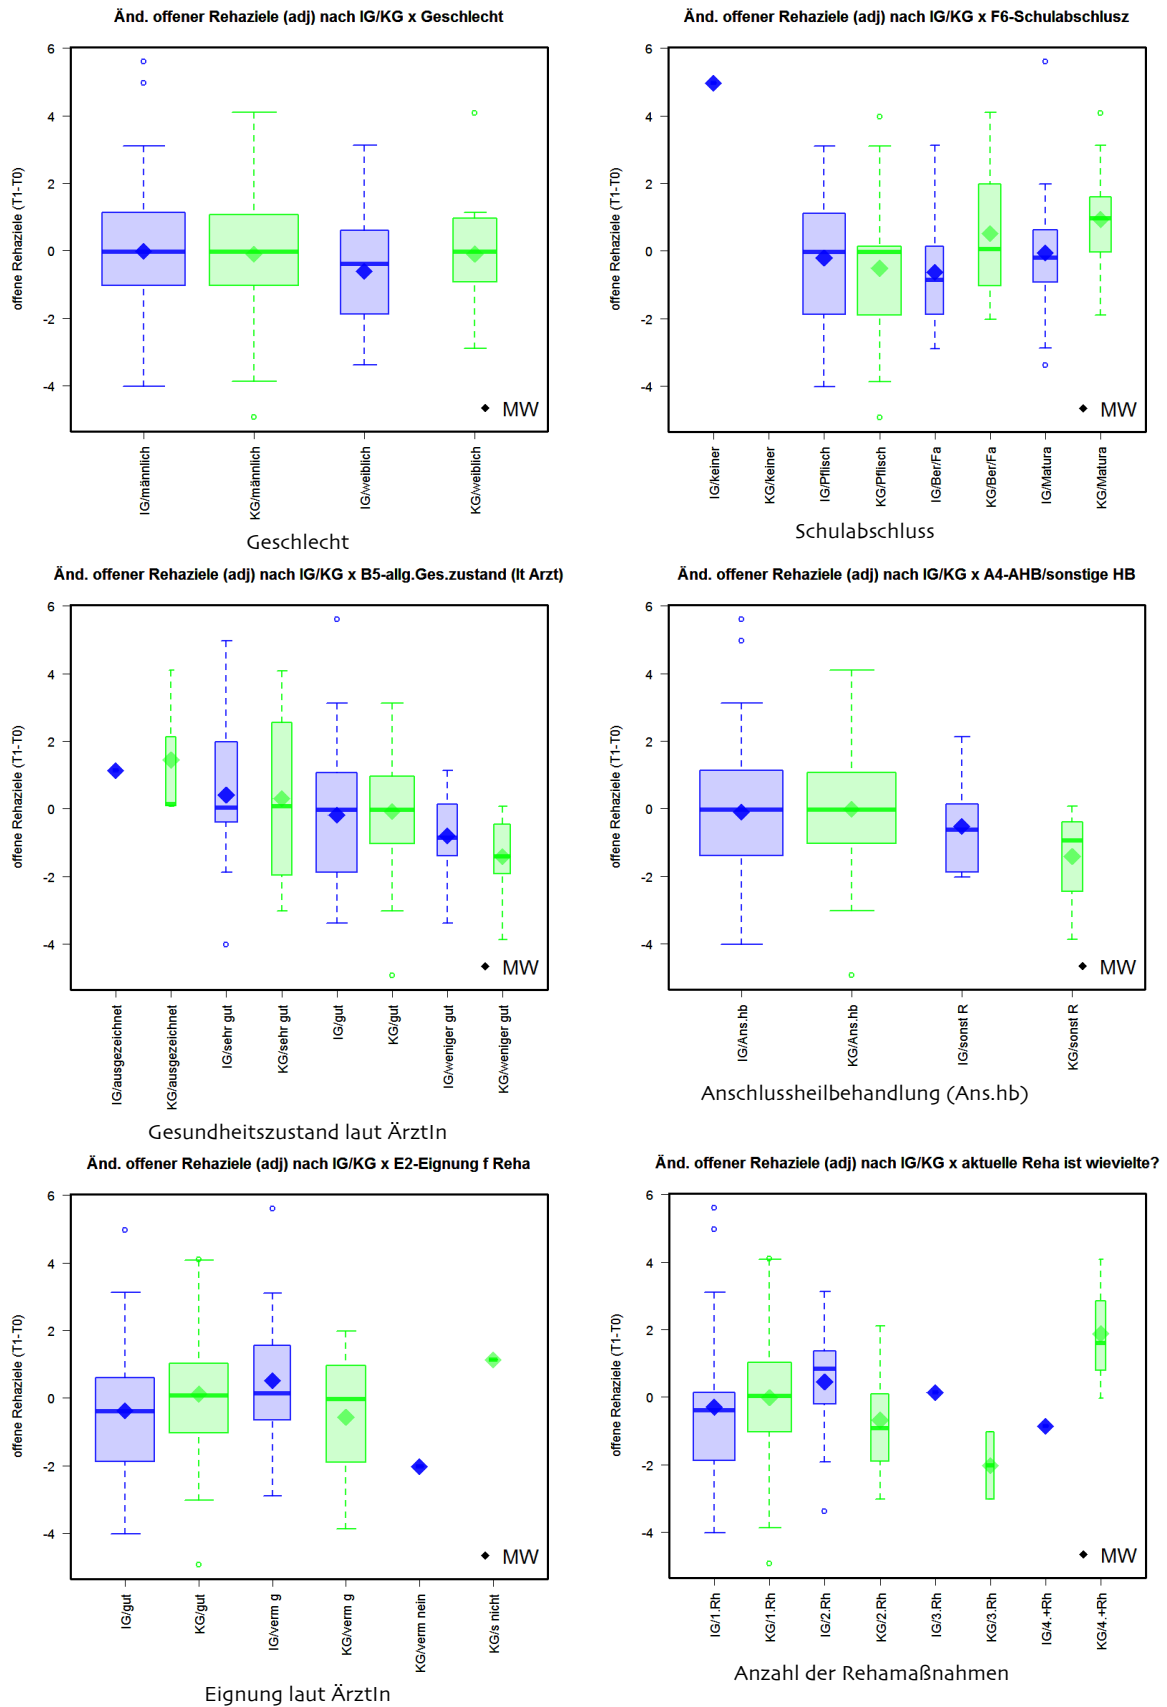 Änd. offener Rehaziele (adj) nach IG/KG x Geschlecht
offene Rehaziele (T1-T0)
6
4
2
0
-2
-4
MW
IG/männlich
KG/männlich
IG/weiblich
KG/weiblich
Geschlecht
Änd. offener Rehaziele (adj) nach IG/KG x F6-Schulabschlusz
offene Rehaziele (T1-T0)
6
4
2
0
-2
-4
MW
IG/keiner
KG/keiner
IG/Pflisch
KG/Pflisch
IG/Ber/Fa
KG/Ber/Fa
IG/Matura
KG/Matura
Schulabschluss
Änd. offener Rehaziele (adj) nach IG/KG x B5-allg.Ges.zustand (lt Arzt)
offene Rehaziele (T1-T0)
6
4
2
0
-2
-4
MW
IG/ausgezeichnet
KG/ausgezeichnet
IG/sehr gut
KG/sehr gut
IG/gut
KG/gut
IG/weniger gut
KG/weniger gut
Gesundheitszustand laut ÄrztIn
Änd. offener Rehaziele (adj) nach IG/KG x A4-AHB/sonstige HB
offene Rehaziele (T1-T0)
6
4
2
0
-2
-4
MW
IG/Ans.hb
KG/Ans.hb
IG/sonst R
KG/sonst R
Anschlussheilbehandlung (Ans.hb)
Änd. offener Rehaziele (adj) nach IG/KG x E2-Eignung f Reha
offene Rehaziele (T1-T0)
6
4
2
0
-2
-4
MW
IG/gut
KG/gut
IG/verm g
KG/verm g
KG/verm nein
KG/s nicht
Eignung laut ÄrztIn
Änd. offener Rehaziele (adj) nach IG/KG x aktuelle Reha ist wievielte?
offene Rehaziele (T1-T0)
6
4
2
0
-2
-4
MW
IG/1.Rh
KG/1.Rh
IG/2.Rh
KG/2.Rh
IG/3.Rh
KG/3.Rh
IG/4.+Rh
KG/4.+Rh
Anzahl der Rehamaßnahmen